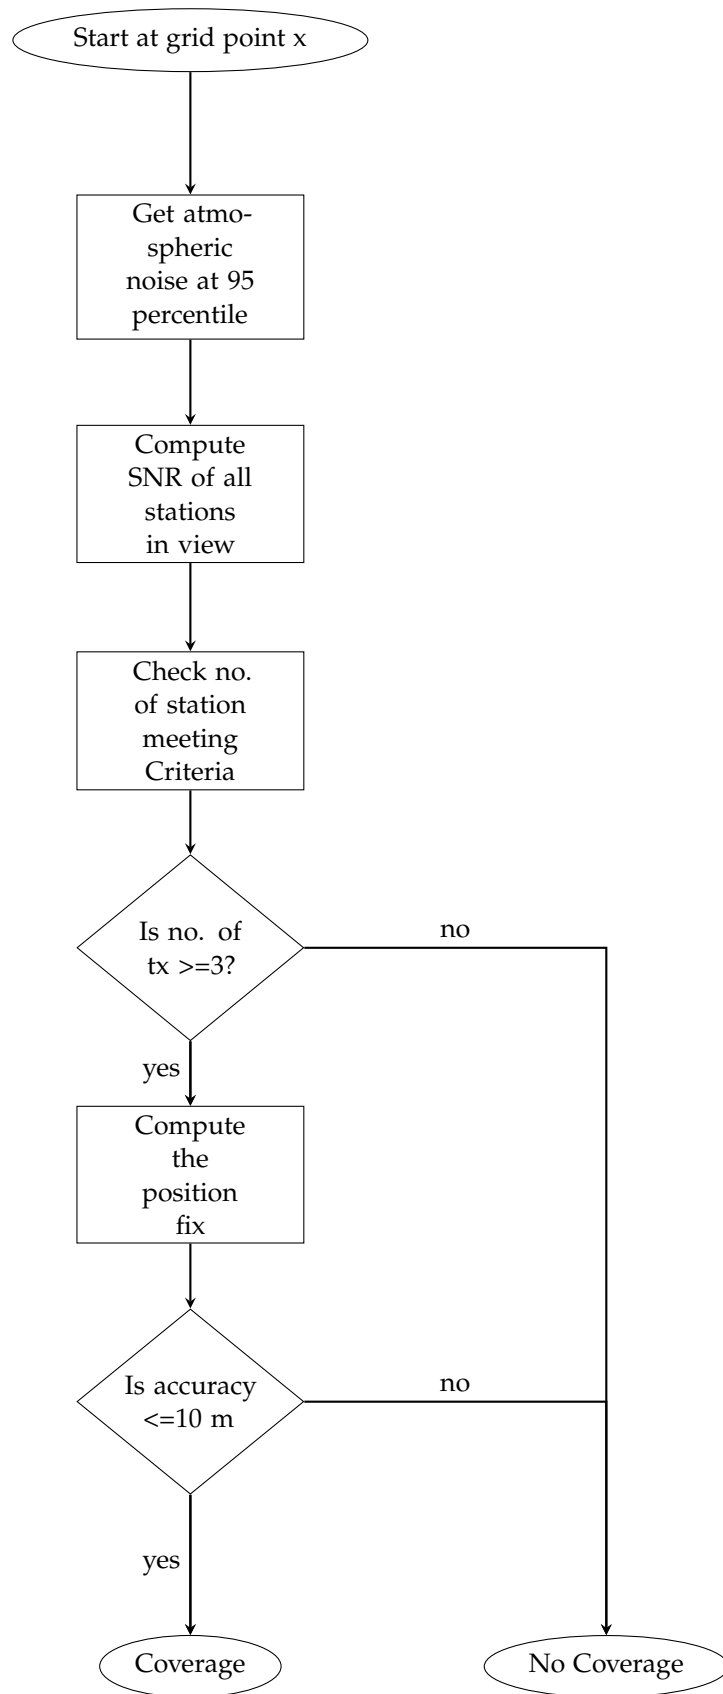 Start at grid point x
Get atmo-
spheric
noise at 95
percentile
Compute
SNR of all
stations
in view
Check no.
of station
meeting
Criteria
Is no. of
tx >=3?
no
yes
Compute
the
position
fix
Is accuracy
<=10 m
no
yes
Coverage
No Coverage